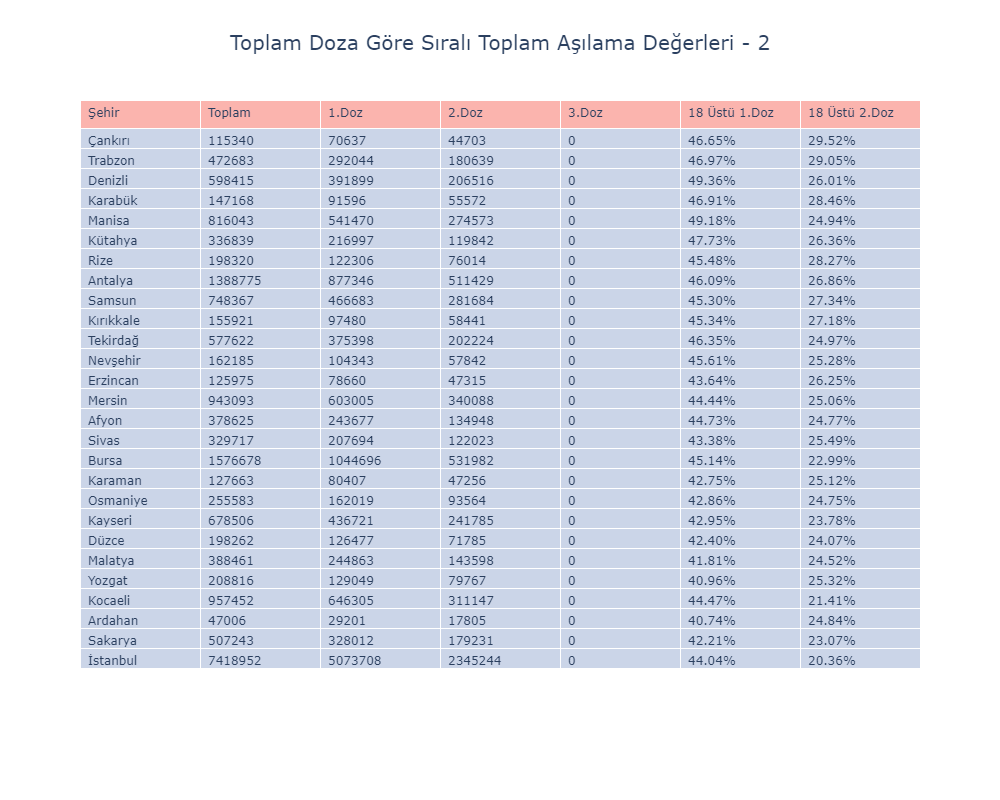 Toplam Doza Göre Sıralı Toplam Aşılama Değerleri - 2
Şehir Toplam 1.Doz 2.Doz 3.Doz 18 Üstü 1.Doz 18 Üstü 2.Doz
Çankırı 115340 70637 44703 0 46.65% 29.52%
Trabzon 472683 292044 180639 0 46.97% 29.05%
Denizli 598415 391899 206516 0 49.36% 26.01%
Karabük 147168 91596 55572 0 46.91% 28.46%
Manisa 816043 541470 274573 0 49.18% 24.94%
Kütahya 336839 216997 119842 0 47.73% 26.36%
Rize 198320 122306 76014 0 45.48% 28.27%
Antalya 1388775 877346 511429 0 46.09% 26.86%
Samsun 748367 466683 281684 0 45.30% 27.34%
Kırıkkale 155921 97480 58441 0 45.34% 27.18%
Tekirdağ 577622 375398 202224 0 46.35% 24.97%
Nevşehir 162185 104343 57842 0 45.61% 25.28%
Erzincan 125975 78660 47315 0 43.64% 26.25%
Mersin 943093 603005 340088 0 44.44% 25.06%
Afyon 378625 243677 134948 0 44.73% 24.77%
Sivas 329717 207694 122023 0 43.38% 25.49%
Bursa 1576678 1044696 531982 0 45.14% 22.99%
Karaman 127663 80407 47256 0 42.75% 25.12%
Osmaniye 255583 162019 93564 0 42.86% 24.75%
Kayseri 678506 436721 241785 0 42.95% 23.78%
Düzce 198262 126477 71785 0 42.40% 24.07%
Malatya 388461 244863 143598 0 41.81% 24.52%
Yozgat 208816 129049 79767 0 40.96% 25.32%
Kocaeli 957452 646305 311147 0 44.47% 21.41%
Ardahan 47006 29201 17805 0 40.74% 24.84%
Sakarya 507243 328012 179231 0 42.21% 23.07%
İstanbul 7418952 5073708 2345244 0 44.04% 20.36%